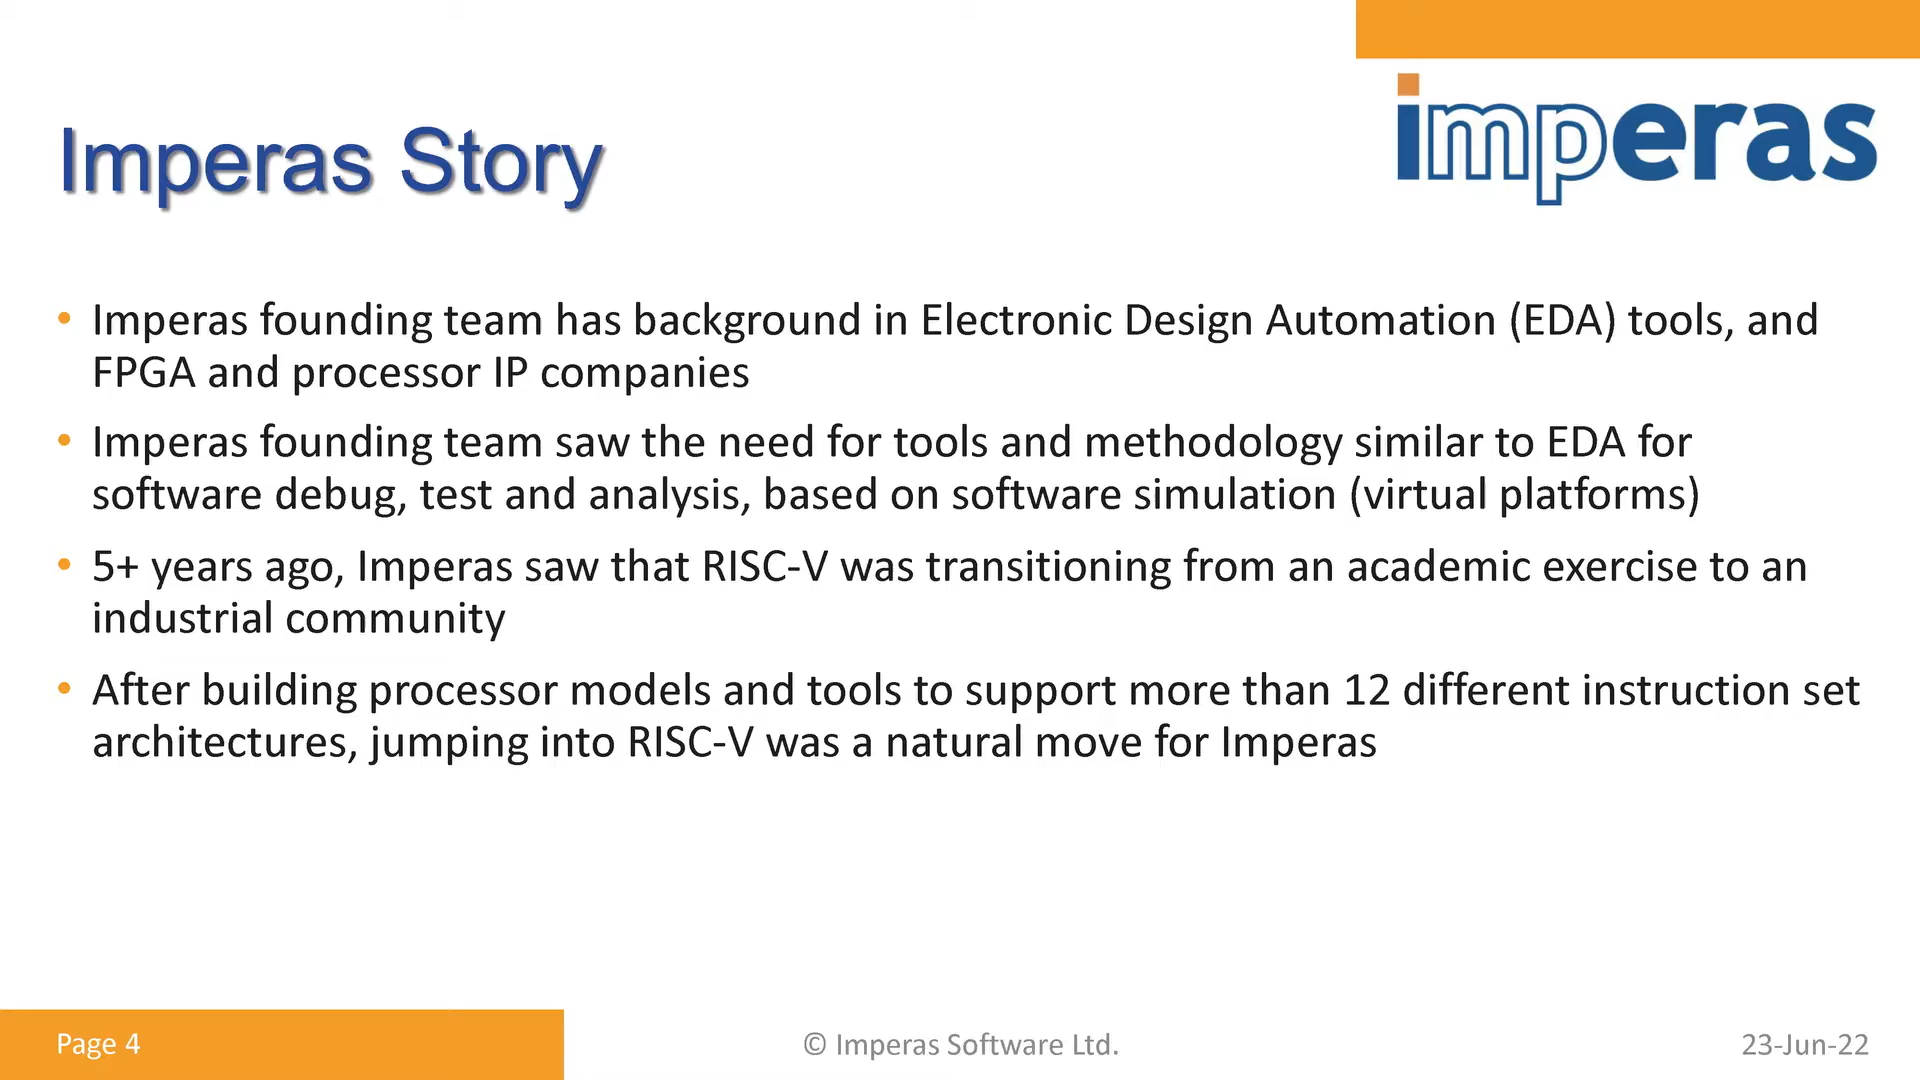 imperas
Imperas Story
• Imperas founding team has background in Electronic Design Automation (EDA) tools, and
FPGA and processor IP companies
• Imperas founding team saw the need for tools and methodology similar to EDA for
software debug, test and analysis, based on software simulation (virtual platforms)
• 5+ years ago, Imperas saw that RISC-V was transitioning from an academic exercise to an
industrial community
• After building processor models and tools to support more than 12 different instruction set
architectures, jumping into RISC-V was a natural move for Imperas
Page 4
© Imperas Software Ltd.
23-Jun-22